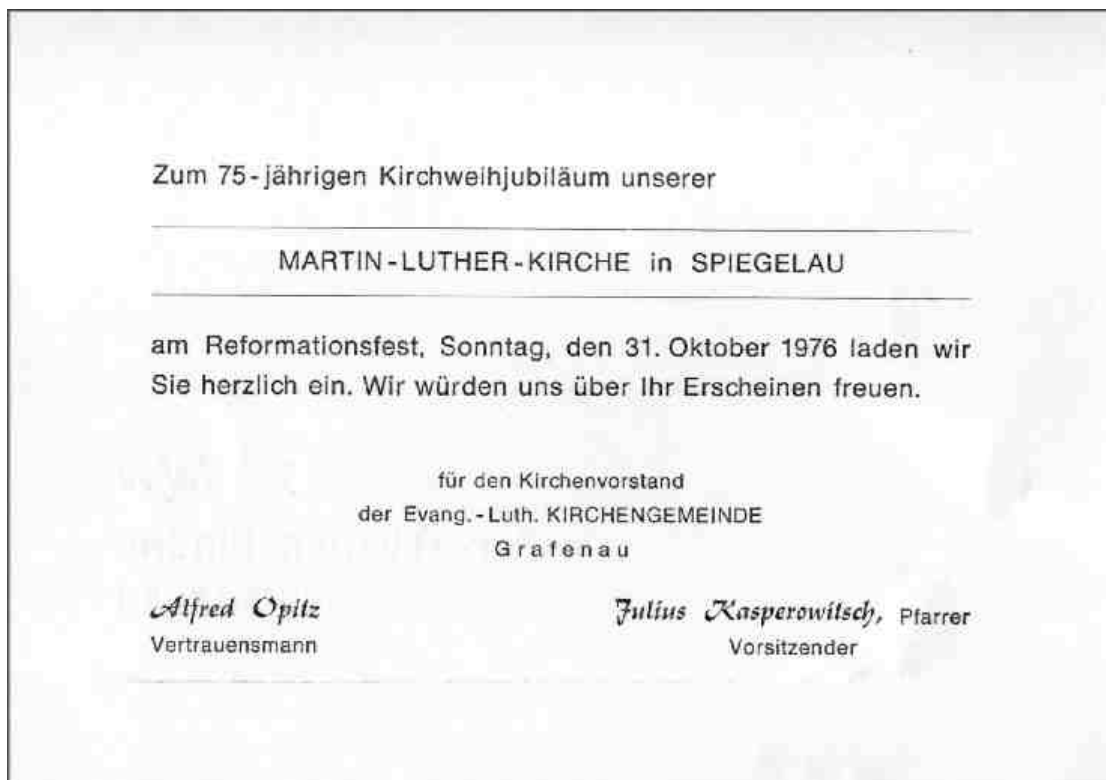 Zum 75-jährigen Kirchweihjubiläum unserer
MARTIN-LUTHER-KIRCHE in SPIEGELAU
am Reformationsfest, Sonntag, den 31. Oktober 1976 laden wir
Sie herzlich ein. Wir würden uns über Ihr Erscheinen freuen.
für den Kirchenvorstand
der Evang.-Luth. KIRCHENGEMEINDE
Grafenau
Alfred Opitz
Vertrauensmann
Julius Kasperowitsch, Pfarrer
Vorsitzender